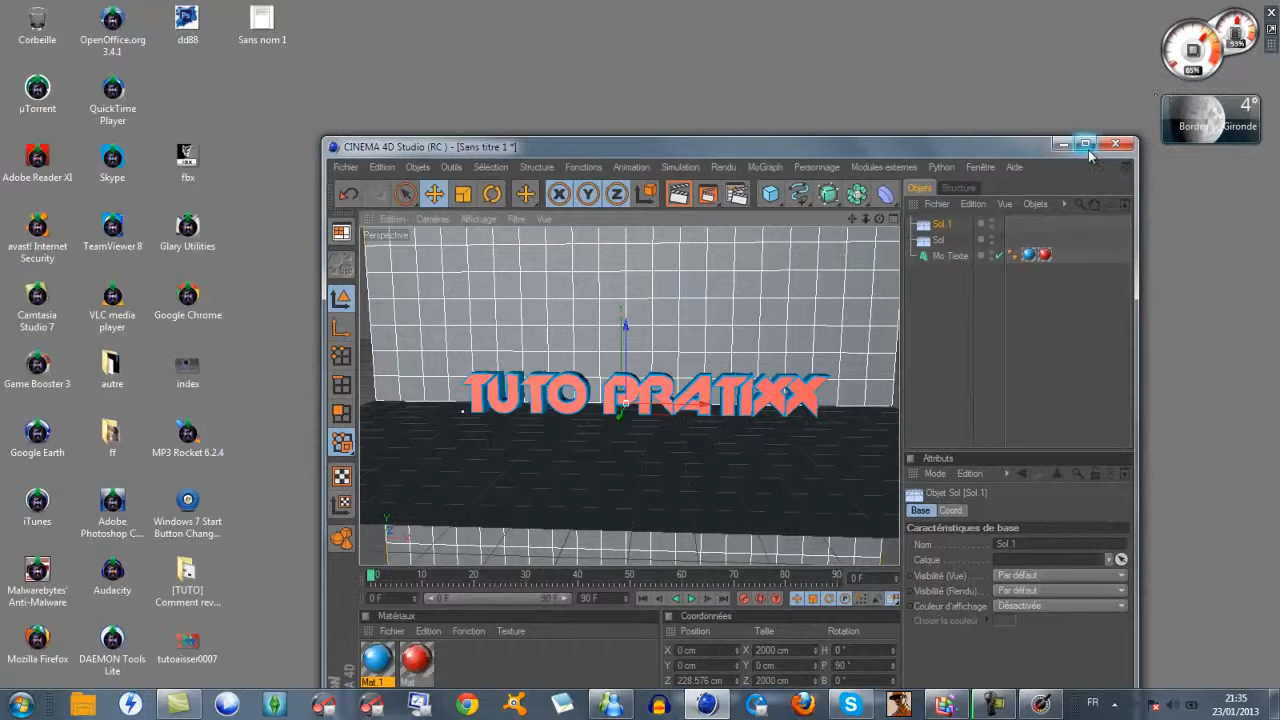 Corbeille
OpenOffice.org
3.4.1
dd88
Sans nom 1
µTorrent
QuickTime
Player
Adobe Reader XI
Skype
fbx
avast! Internet
Security
TeamViewer 8
Glary Utilities
Camtasia
Studio 7
VLC media
player
Google Chrome
Game Booster 3
autre
index
Google Earth
ff
MP3 Rocket 6.2.4
iTunes
Adobe
Photoshop C...
Windows 7 Start
Button Chang...
Malwarebytes'
Anti-Malware
Audacity
[TUTO]
Comment rev...
Mozilla Firefox
DAEMON Tools
Lite
tutoaisser0007
53%
65%
4°
Gironde
CINEMA 4D Studio (RC ) - [Sans titre 1 *]
Fichier Edition Objets Outils Sélection Structure Fonctions Animation Simulation Rendu MoGraph Personnage Modules externes Python Fenêtre Aide
X Y Z
Edition Caméras Affichage Filtre Vue
Perspective
TUTO PRATIXX
Objets Structure
Fichier Edition Vue Objets
Sol 1
Sol
Mo Texte
Attributs
Mode Edition
Objet Sol [Sol 1]
Base Coord
Caractéristiques de base
Nom Sol 1
Calque
Visibilité (Vue) Par défaut
Visibilité (Rendu) Par défaut
Couleur d'affichage Désactivée
Choisir la couleur
0 10 20 30 40 50 60 70 80 90 0 F
0 F 0 F 90 F 90 F
Matériaux
Fichier Edition Fonction Texture
Mat.1
Mat
Coordonnées
Position Taille Rotation
X 0 cm X 2000 cm H 0 °
Y 0 cm Y 0 cm P 90 °
Z 228.576 cm Z 2000 cm B 0 °
FR
21:35
23/01/2013